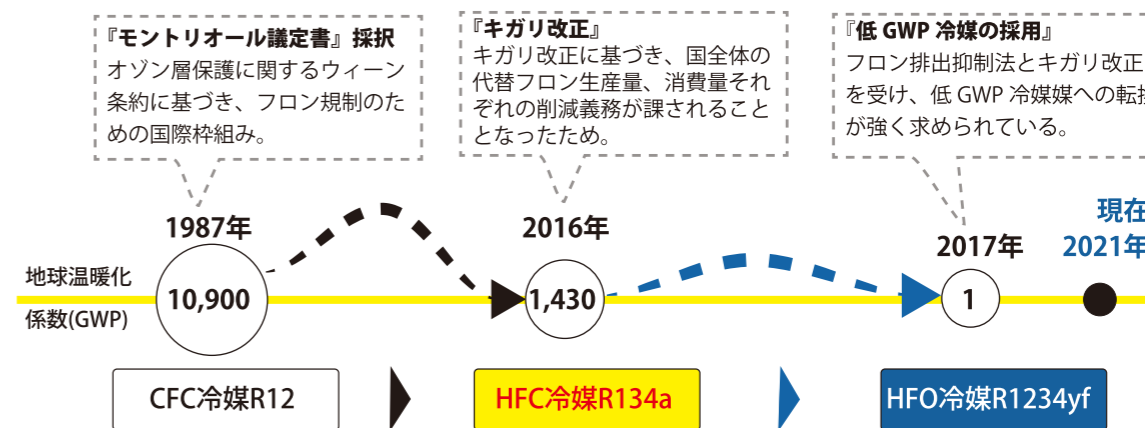 『モントリオール議定書』採択
オゾン層保護に関するウィーン
条約に基づき、フロン規制のた
めの国際枠組み。
『キガリ改正』
キガリ改正に基づき、国全体の
代替フロン生産量、消費量それ
ぞれの削減義務が課されること
となったため。
『低 GWP 冷媒の採用』
フロン排出抑制法とキガリ改正
を受け、低 GWP 冷媒媒への転換
が強く求められている。
1987年
2016年
2017年
現在
2021年
地球温暖化
係数(GWP)
10,900
1,430
1
CFC冷媒R12
HFC冷媒R134a
HFO冷媒R1234yf